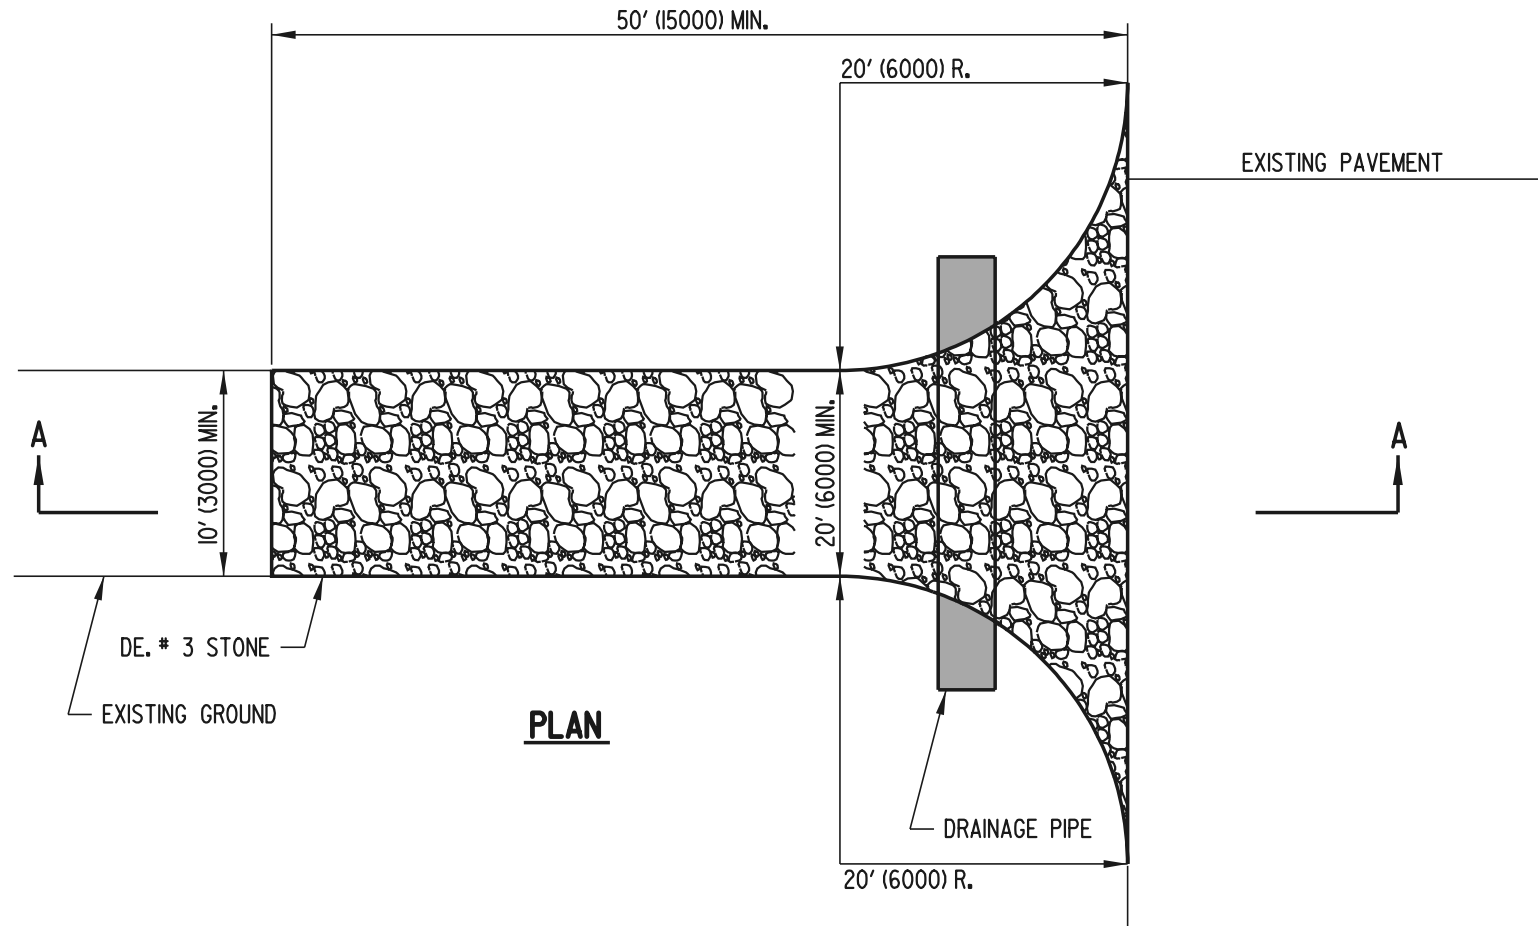 50' (15000) MIN.
20' (6000) R.
EXISTING PAVEMENT
A
10' (3000) MIN.
20' (6000) MIN.
A
DE. # 3 STONE
EXISTING GROUND
PLAN
DRAINAGE PIPE
20' (6000) R.